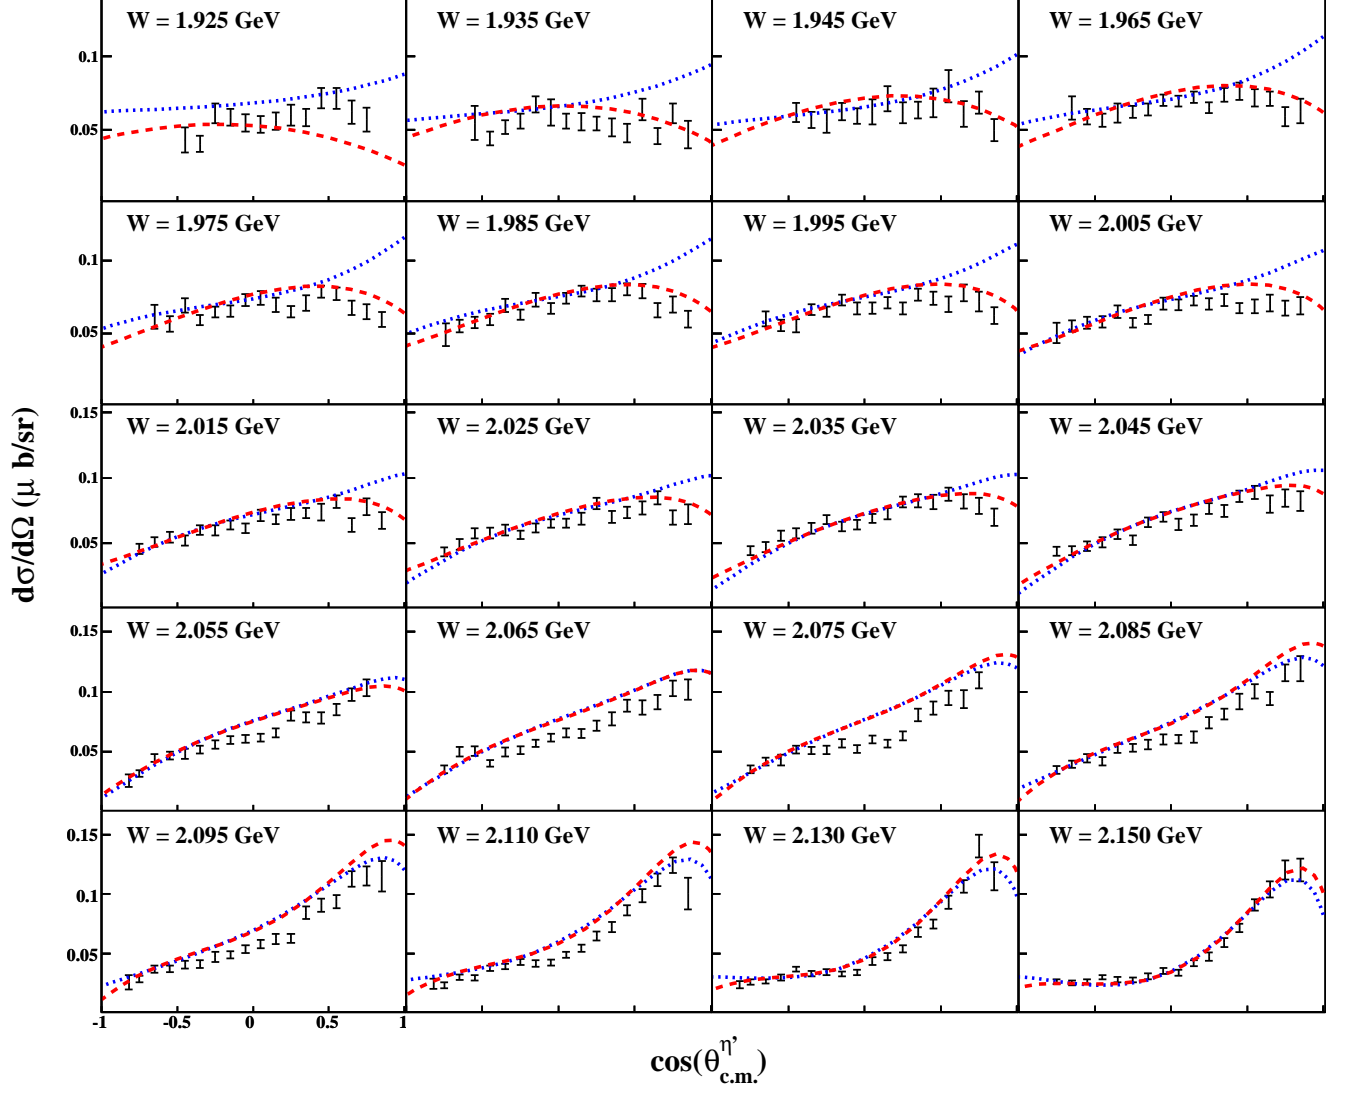 W = 1.925 GeV
W = 1.935 GeV
W = 1.945 GeV
W = 1.965 GeV
0.1
0.05
W = 1.975 GeV
W = 1.985 GeV
W = 1.995 GeV
W = 2.005 GeV
0.1
0.05
dσ/dΩ (μ b/sr)
0.15
W = 2.015 GeV
W = 2.025 GeV
W = 2.035 GeV
W = 2.045 GeV
0.1
0.05
0.15
W = 2.055 GeV
W = 2.065 GeV
W = 2.075 GeV
W = 2.085 GeV
0.1
0.05
0.15
W = 2.095 GeV
W = 2.110 GeV
W = 2.130 GeV
W = 2.150 GeV
0.1
0.05
-1 -0.5 0 0.5 1
cos(θη’c.m.)